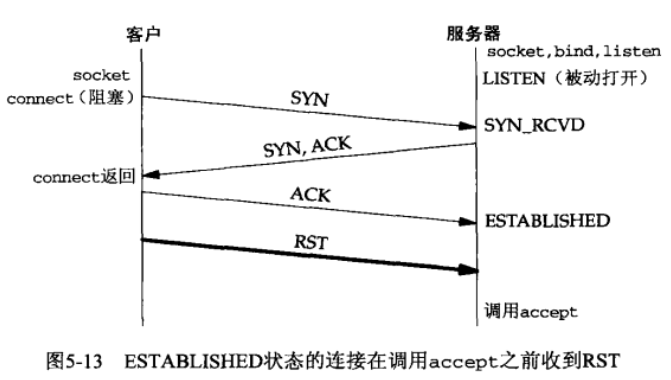 客户
服务器
socket,bind,listen
socket
LISTEN（被动打开）
connect（阻塞）
SYN
SYN_RCVD
SYN, ACK
connect返回
ACK
ESTABLISHED
RST
调用accept
图5-13 ESTABLISHED状态的连接在调用accept之前收到RST